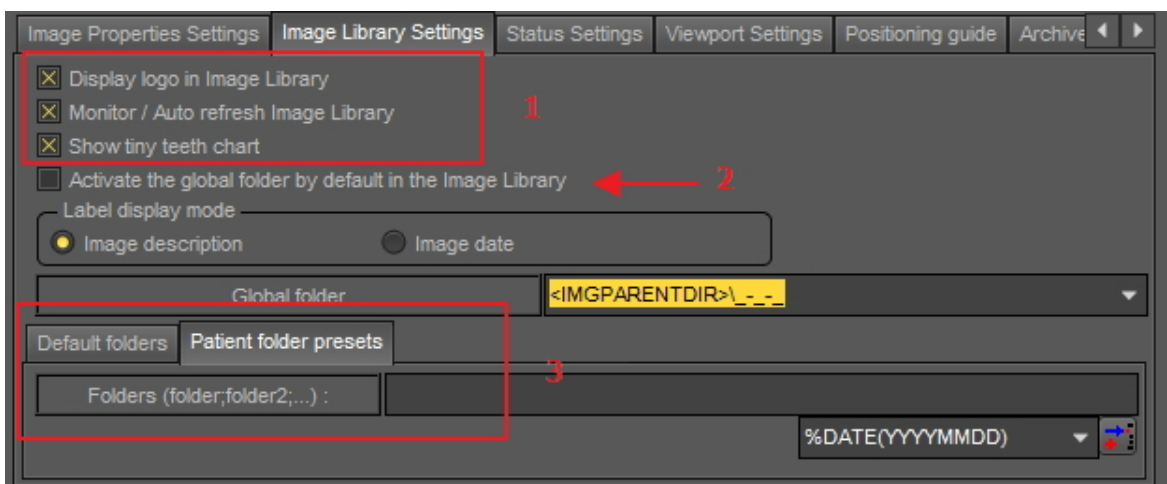 Image Properties Settings Image Library Settings Status Settings Viewport Settings Positioning guide Archive
Display logo in Image Library
Monitor / Auto refresh Image Library
1
Show tiny teeth chart
Activate the global folder by default in the Image Library 2
Label display mode
Image description Image date
Global folder <IMGPARENTDIR>\_-_-_
Default folders Patient folder presets
3
Folders (folder;folder2;...) :
%DATE(YYYYMMDD)